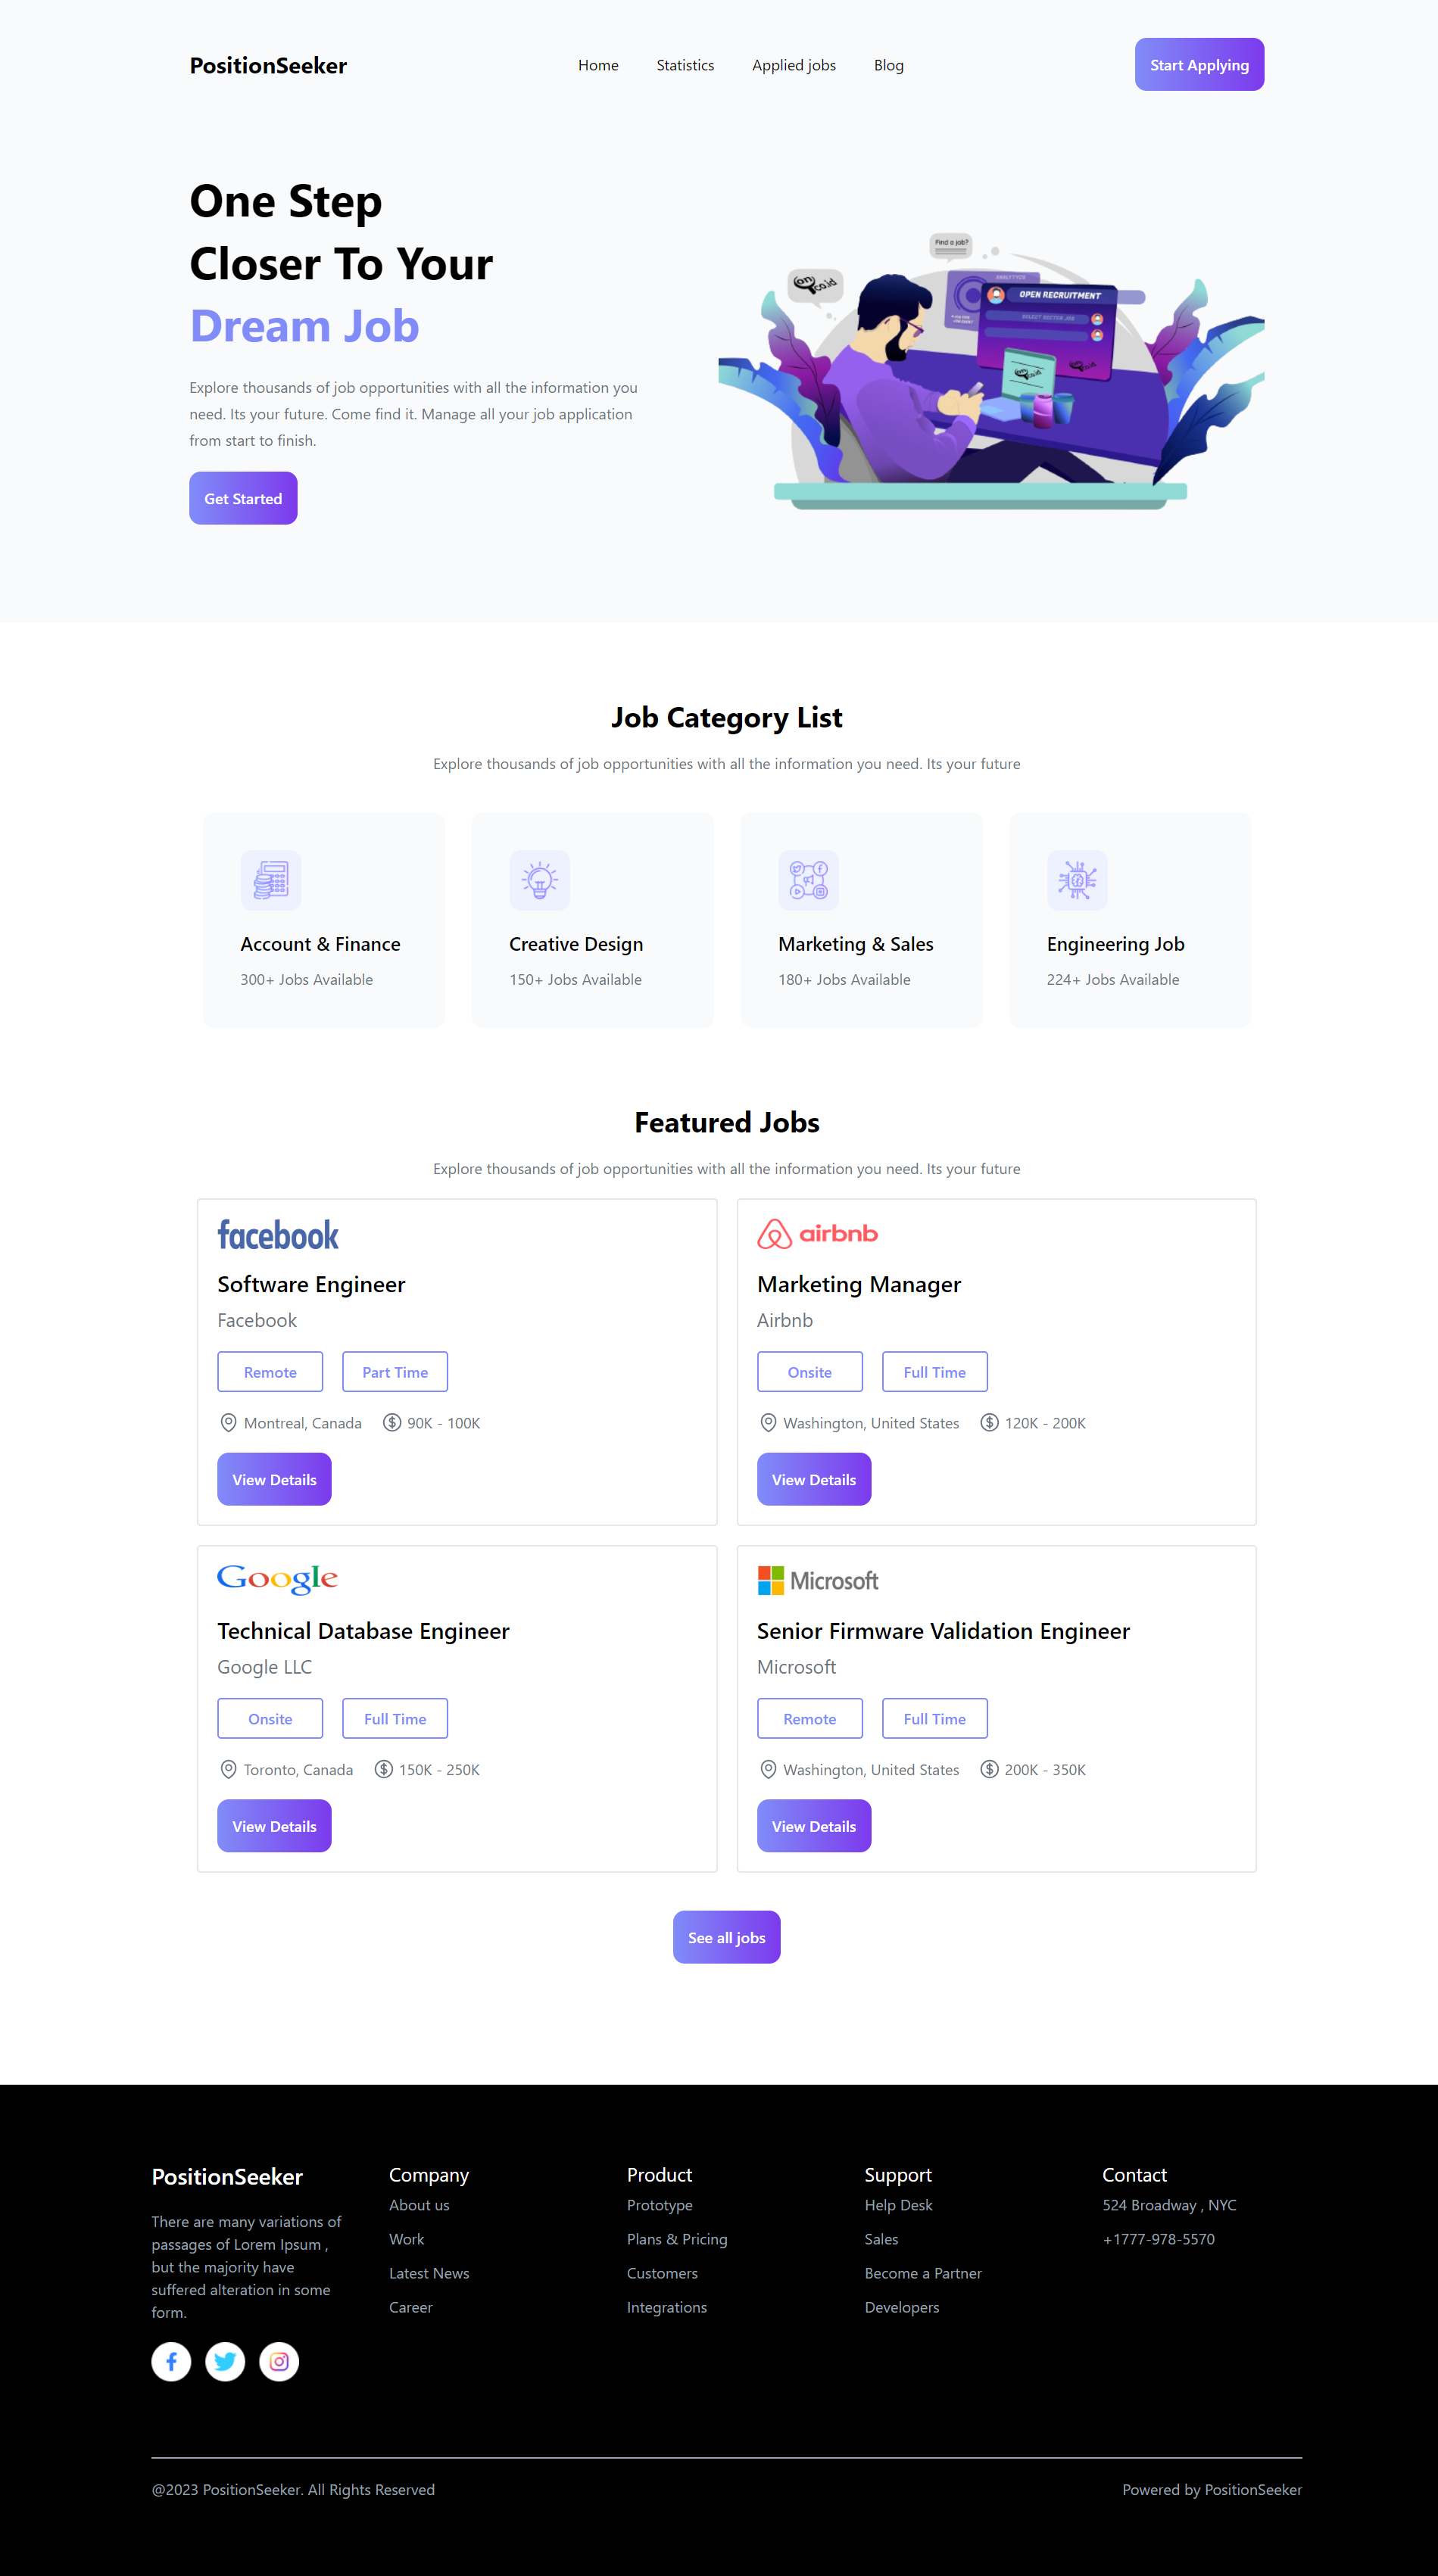 PositionSeeker
Home
Statistics
Applied jobs
Blog
Start Applying
One Step
Closer To Your
Dream Job
Explore thousands of job opportunities with all the information you
need. Its your future. Come find it. Manage all your job application
from start to finish.
Get Started
Find a job?
co.id
OPEN RECRUITMENT
SELECT SECTOR JOB
Job Category List
Explore thousands of job opportunities with all the information you need. Its your future
Account & Finance
300+ Jobs Available
Creative Design
150+ Jobs Available
Marketing & Sales
180+ Jobs Available
Engineering Job
224+ Jobs Available
Featured Jobs
Explore thousands of job opportunities with all the information you need. Its your future
facebook
Software Engineer
Facebook
Remote
Part Time
Montreal, Canada
90K - 100K
View Details
airbnb
Marketing Manager
Airbnb
Onsite
Full Time
Washington, United States
120K - 200K
View Details
Google
Technical Database Engineer
Google LLC
Onsite
Full Time
Toronto, Canada
150K - 250K
View Details
Microsoft
Senior Firmware Validation Engineer
Microsoft
Remote
Full Time
Washington, United States
200K - 350K
View Details
See all jobs
PositionSeeker
There are many variations of
passages of Lorem Ipsum ,
but the majority have
suffered alteration in some
form.
Company
About us
Work
Latest News
Career
Product
Prototype
Plans & Pricing
Customers
Integrations
Support
Help Desk
Sales
Become a Partner
Developers
Contact
524 Broadway , NYC
+1777-978-5570
@2023 PositionSeeker. All Rights Reserved
Powered by PositionSeeker